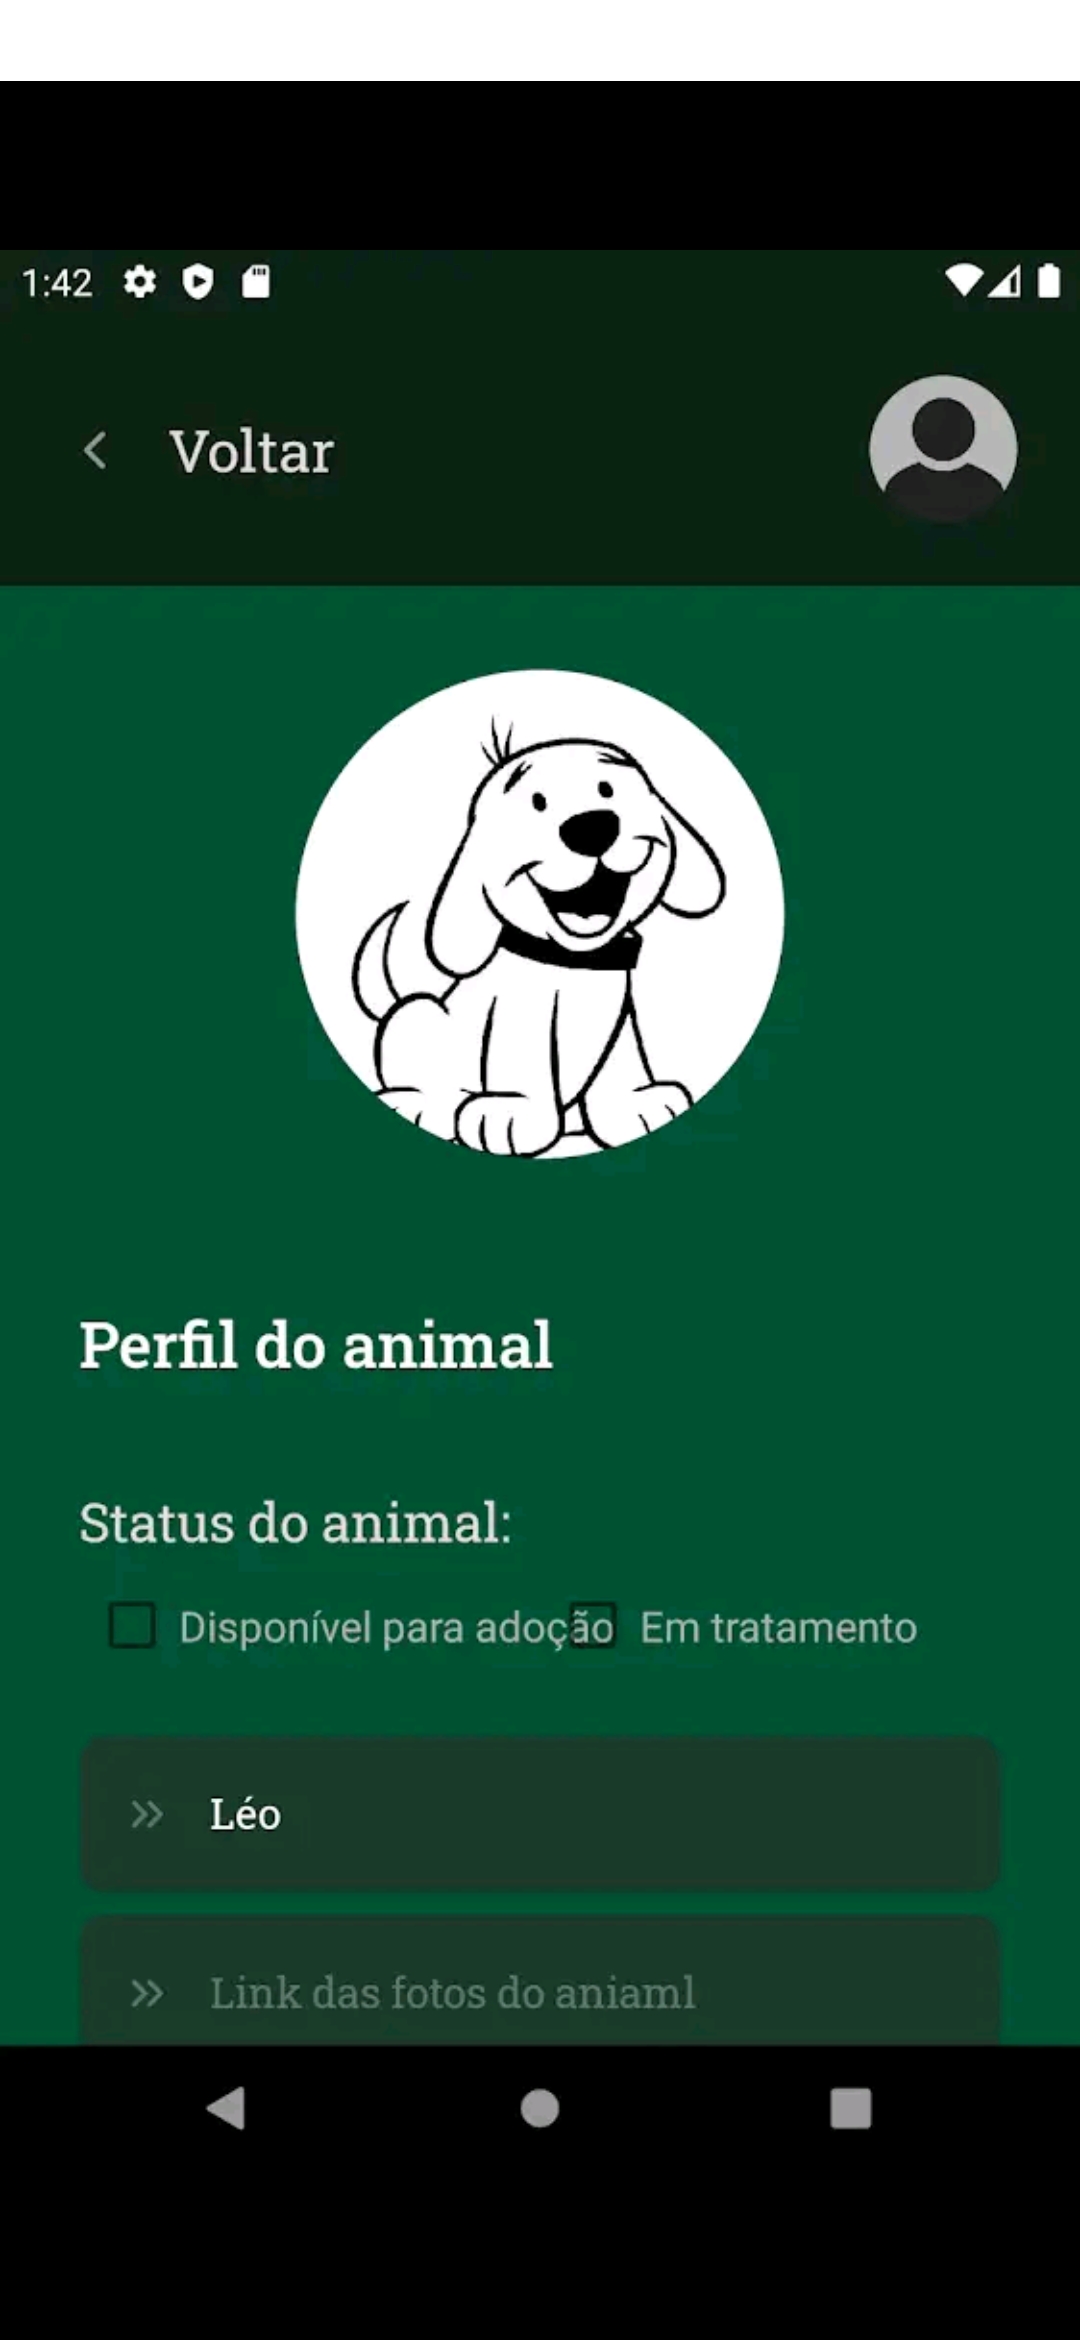 1:42
Voltar
Perfil do animal
Status do animal:
Disponível para adoção Em tratamento
Léo
Link das fotos do aniaml